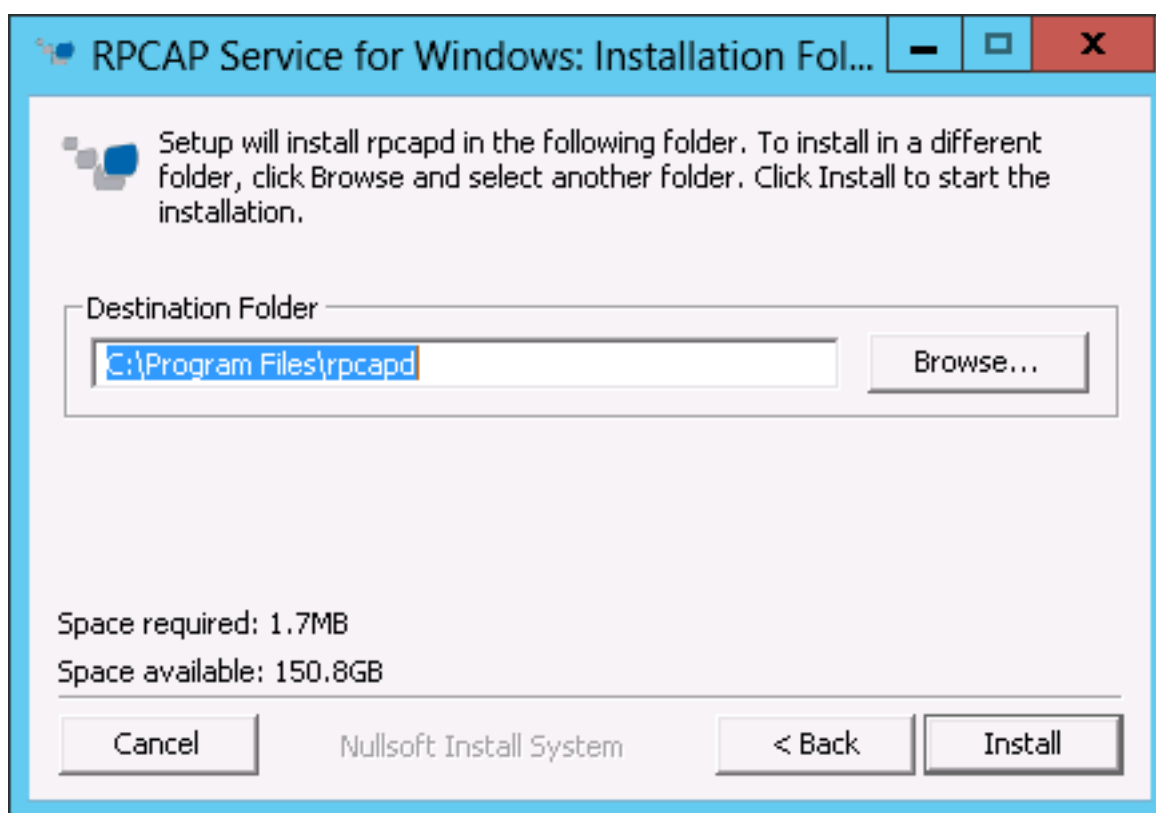 RPCAP Service for Windows: Installation Fol...
Setup will install rpcapd in the following folder. To install in a different
folder, click Browse and select another folder. Click Install to start the
installation.
Destination Folder
C:\Program Files\rpcapd
Browse...
Space required: 1.7MB
Space available: 150.8GB
Cancel
Nullsoft Install System
< Back
Install